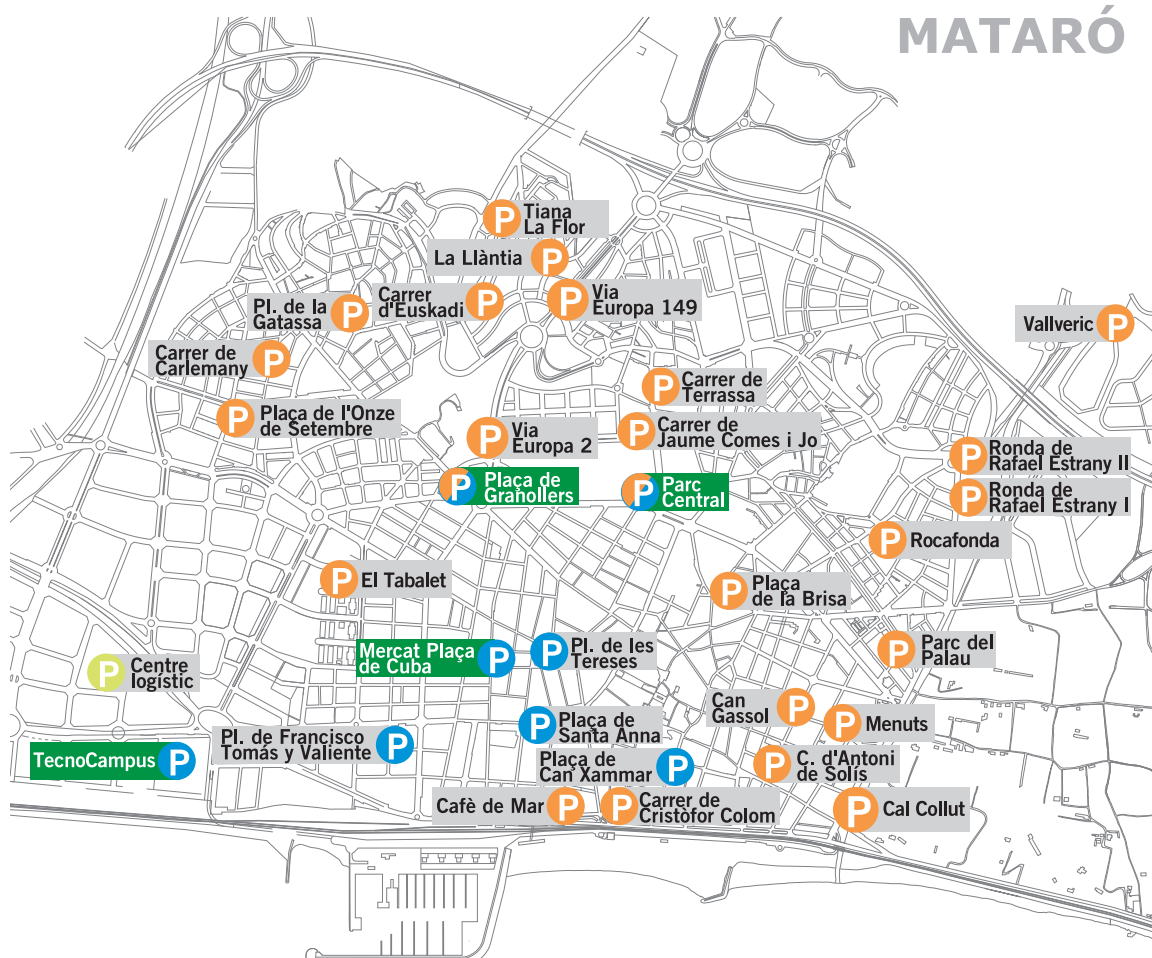 MATARÓ
P Tiana
La Flor
La Llàntia P
Pl. de la
Gatassa P
Carrer
d'Euskadi P
P Via
Europa 149
Vallveric P
Carrer de
Carlemany P
P Carrer de
Terrassa
P Plaça de l'Onze
de Setembre
P Via
Europa 2
P Carrer de
Jaume Comes i Jo
P Ronda de
Rafael Estrany II
P Plaça de
Granollers
P Parc
Central
P Ronda de
Rafael Estrany I
P Rocafonda
P El Tabalet
P Plaça
de la Brisa
Mercat Plaça
de Cuba P
P Pl. de les
Tereses
P Parc del
Palau
P Centre
logístic
Can
Gassol P
P Menuts
Pl. de Francisco
Tomás y Valiente P
P Plaça de
Santa Anna
TecnoCampus P
Plaça de
Can Xammar P
P C. d'Antoni
de Solís
Cafè de Mar P
P Carrer de
Cristòfor Colom
P Cal Collut